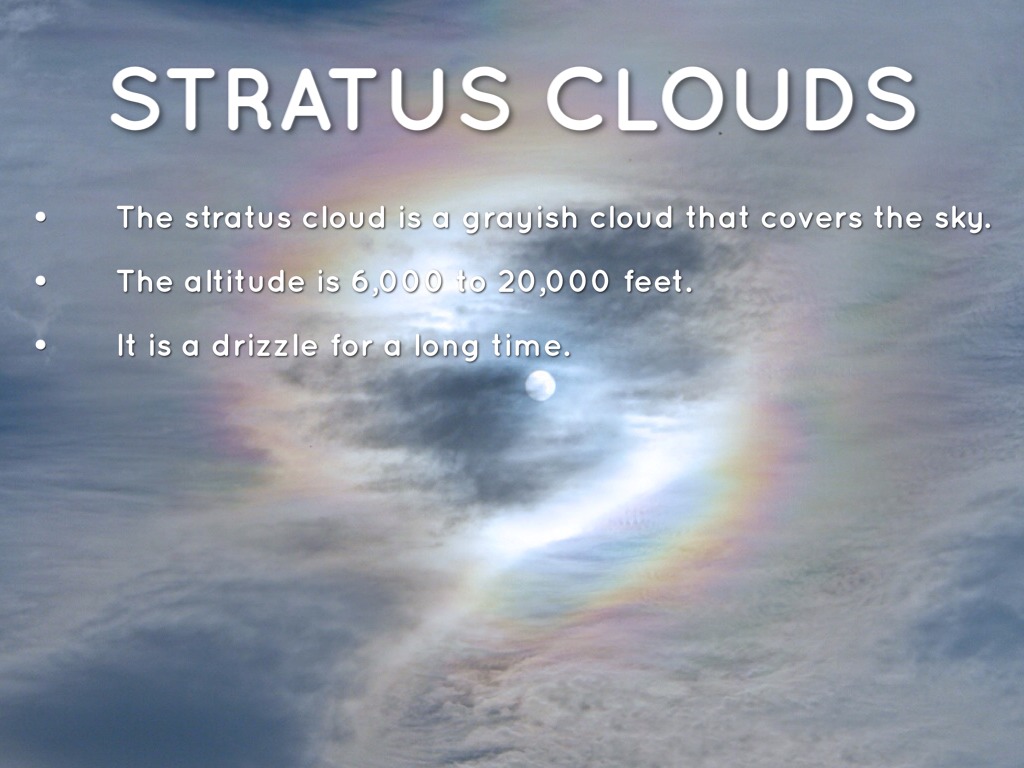 STRATUS CLOUDS
• The stratus cloud is a grayish cloud that covers the sky.
• The altitude is 6,000 to 20,000 feet.
• It is a drizzle for a long time.